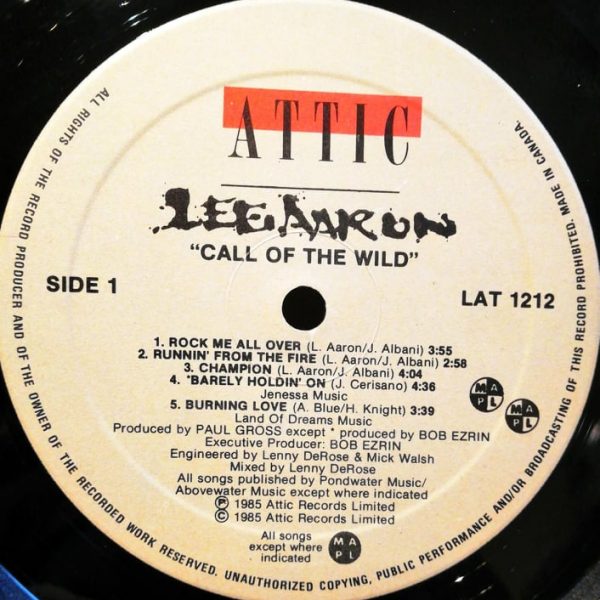 ATTIC
LEE AARON
"CALL OF THE WILD"
SIDE 1
LAT 1212
1. ROCK ME ALL OVER (L. Aaron/J. Albani) 3:55
2. RUNNIN' FROM THE FIRE (L. Aaron/J. Albani) 2:58
3. CHAMPION (L. Aaron/J. Albani) 4:04
4. *BARELY HOLDIN' ON (J. Cerisano) 4:36
Jenessa Music
MAPL
5. BURNING LOVE (A. Blue/H. Knight) 3:39
MAPL
Land Of Dreams Music
Produced by PAUL GROSS except * produced by BOB EZRIN
Executive Producer: BOB EZRIN
Engineered by Lenny DeRose & Mick Walsh
Mixed by Lenny DeRose
All songs published by Pondwater Music/
Abovewater Music except where indicated
℗ 1985 Attic Records Limited
© 1985 Attic Records Limited
All songs
except where
indicated
MAPL
ALL RIGHTS OF THE RECORD PRODUCER AND OF THE OWNER OF THE RECORDED WORK RESERVED. UNAUTHORIZED COPYING, PUBLIC PERFORMANCE AND/OR BROADCASTING OF THIS RECORD PROHIBITED. MADE IN CANADA.